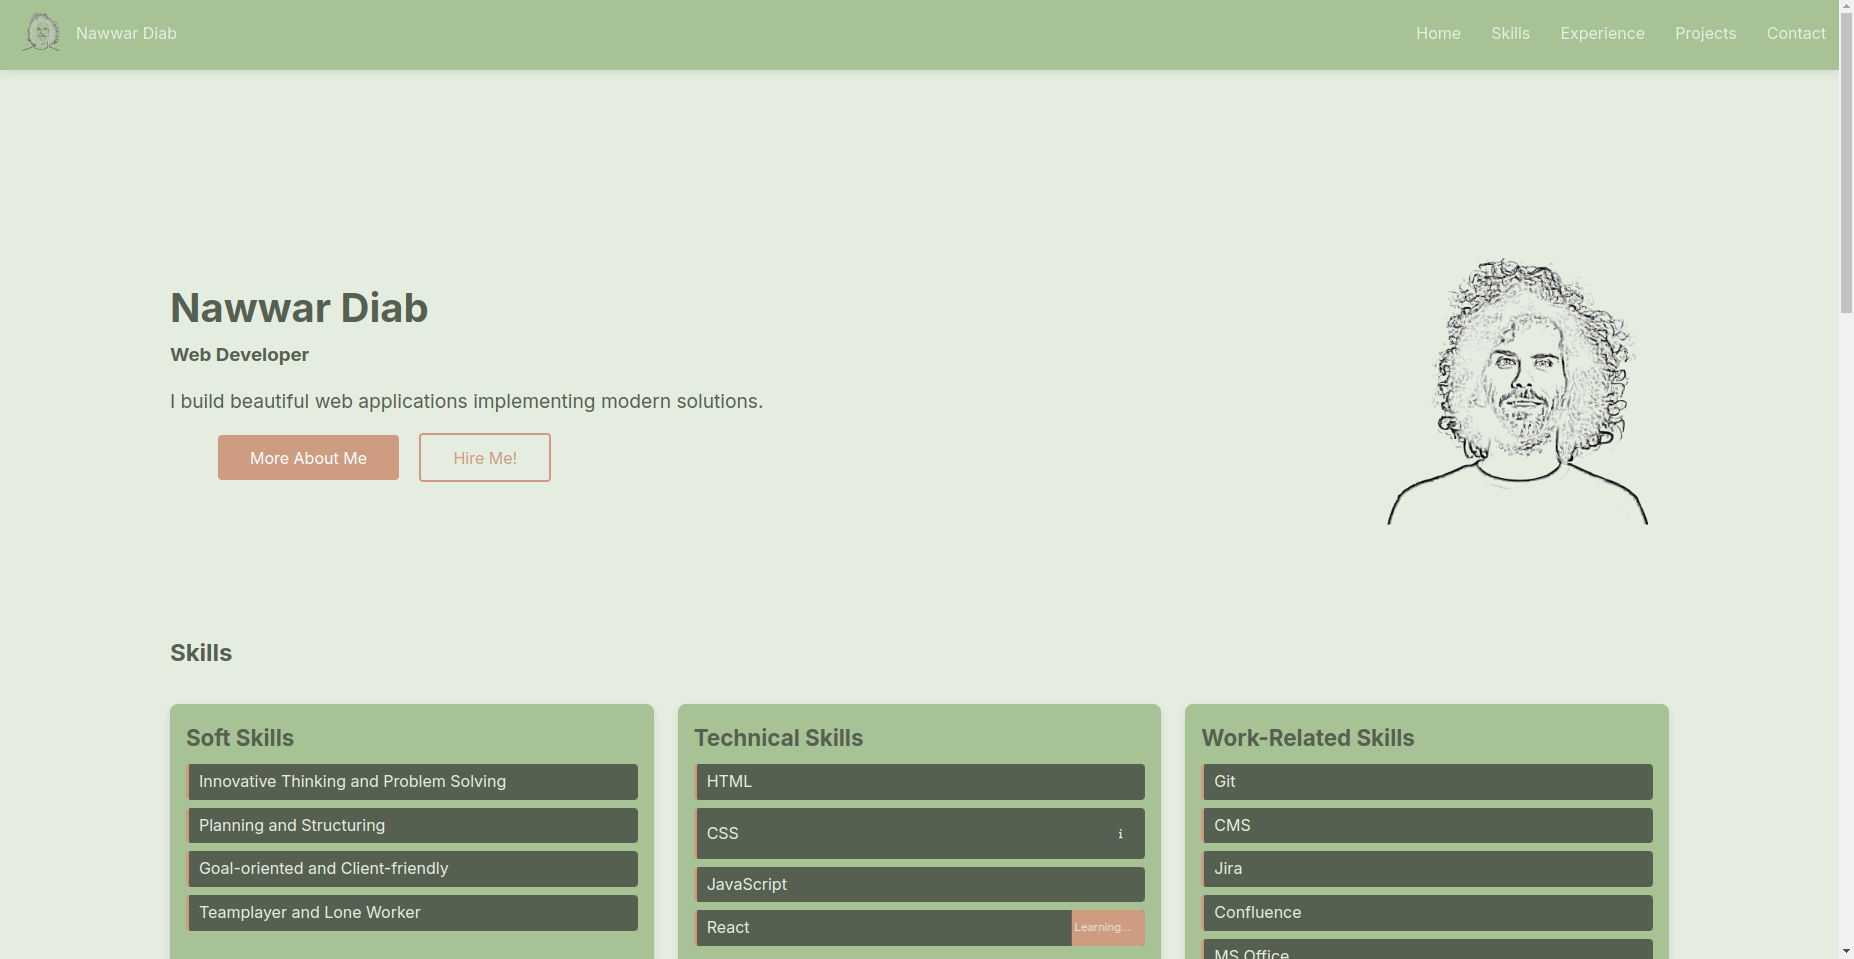 Nawwar Diab
Home
Skills
Experience
Projects
Contact
Nawwar Diab
Web Developer
I build beautiful web applications implementing modern solutions.
More About Me
Hire Me!
Skills
Soft Skills
Innovative Thinking and Problem Solving
Planning and Structuring
Goal-oriented and Client-friendly
Teamplayer and Lone Worker
Technical Skills
HTML
CSS
i
JavaScript
React
Learning...
Work-Related Skills
Git
CMS
Jira
Confluence
MS Office